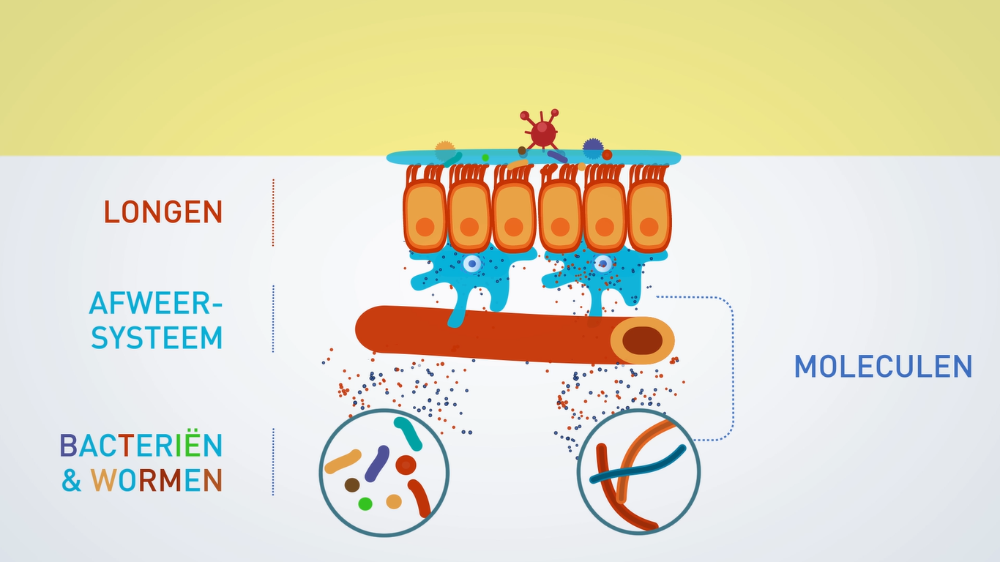 LONGEN
AFWEER-
SYSTEEM
MOLECULEN
BACTERIËN
& WORMEN